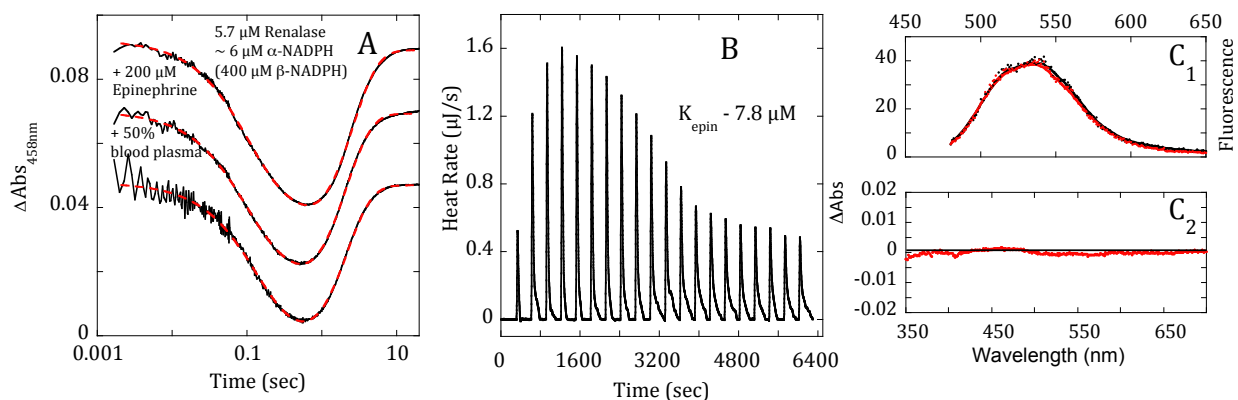 A
5.7 μM Renalase
~ 6 μM α-NADPH
(400 μM β-NADPH)
+ 200 μM
Epinephrine
+ 50%
blood plasma
ΔAbs458nm
0.08
0.04
0
0.001
0.1
10
Time (sec)
B
K epin - 7.8 μM
Heat Rate (μJ/s)
1.6
1.2
0.8
0.4
0
0
1600
3200
4800
6400
Time (sec)
450
500
550
600
650
C1
40
20
0
Fluorescence
C2
ΔAbs
0.02
0.01
0
-0.01
-0.02
350
450
550
650
Wavelength (nm)